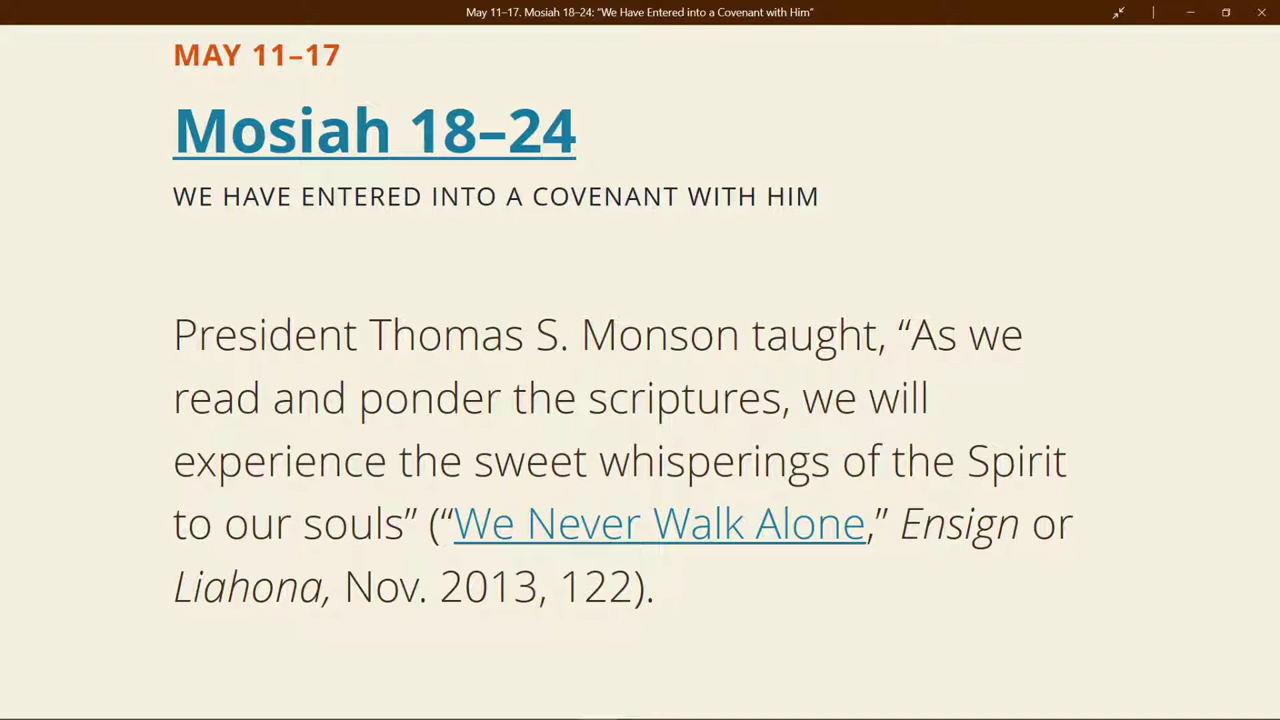 May 11–17. Mosiah 18–24: “We Have Entered into a Covenant with Him”
MAY 11–17
Mosiah 18–24
WE HAVE ENTERED INTO A COVENANT WITH HIM
President Thomas S. Monson taught, “As we
read and ponder the scriptures, we will
experience the sweet whisperings of the Spirit
to our souls” (“We Never Walk Alone,” Ensign or
Liahona, Nov. 2013, 122).